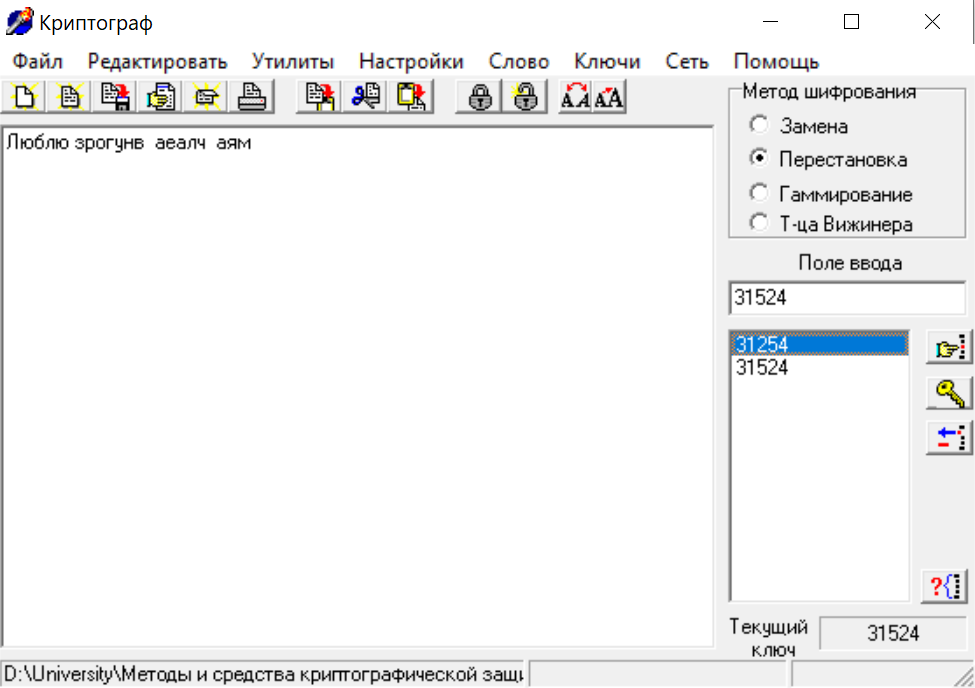 Криптограф
Файл Редактировать Утилиты Настройки Слово Ключи Сеть Помощь
Люблю зрогунв  аеалч  аям
Метод шифрования
Замена
Перестановка
Гаммирование
Т-ца Вижинера
Поле ввода
31524
31254
31524
Текущий
ключ
31524
D:\University\Методы и средства криптографической защи